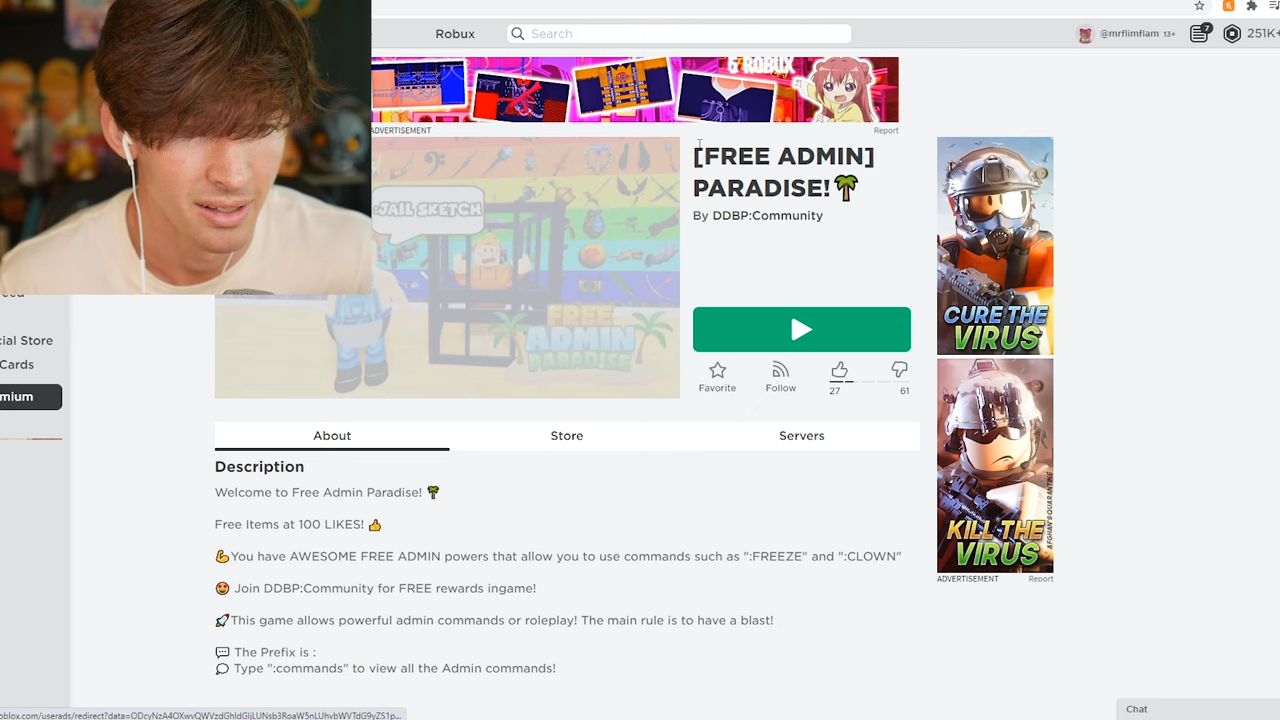 Robux
Search
@mrflimflam 13+
7
251K+
6 ROBUX
ADVERTISEMENT
Report
:JAIL SKETCH
FREE
ADMIN
PARADISE
[FREE ADMIN]
PARADISE!🌴
By DDBP:Community
Favorite
Follow
27
61
CURE THE
VIRUS
KILL THE
VIRUS
AFGHAN'S QUARANTINE
ADVERTISEMENT
Report
cial Store
Cards
mium
About
Store
Servers
Description
Welcome to Free Admin Paradise! 🌴
Free Items at 100 LIKES! 👍
💪You have AWESOME FREE ADMIN powers that allow you to use commands such as ":FREEZE" and ":CLOWN"
😍 Join DDBP:Community for FREE rewards ingame!
🚀This game allows powerful admin commands or roleplay! The main rule is to have a blast!
💬 The Prefix is :
💭 Type ":commands" to view all the Admin commands!
Chat